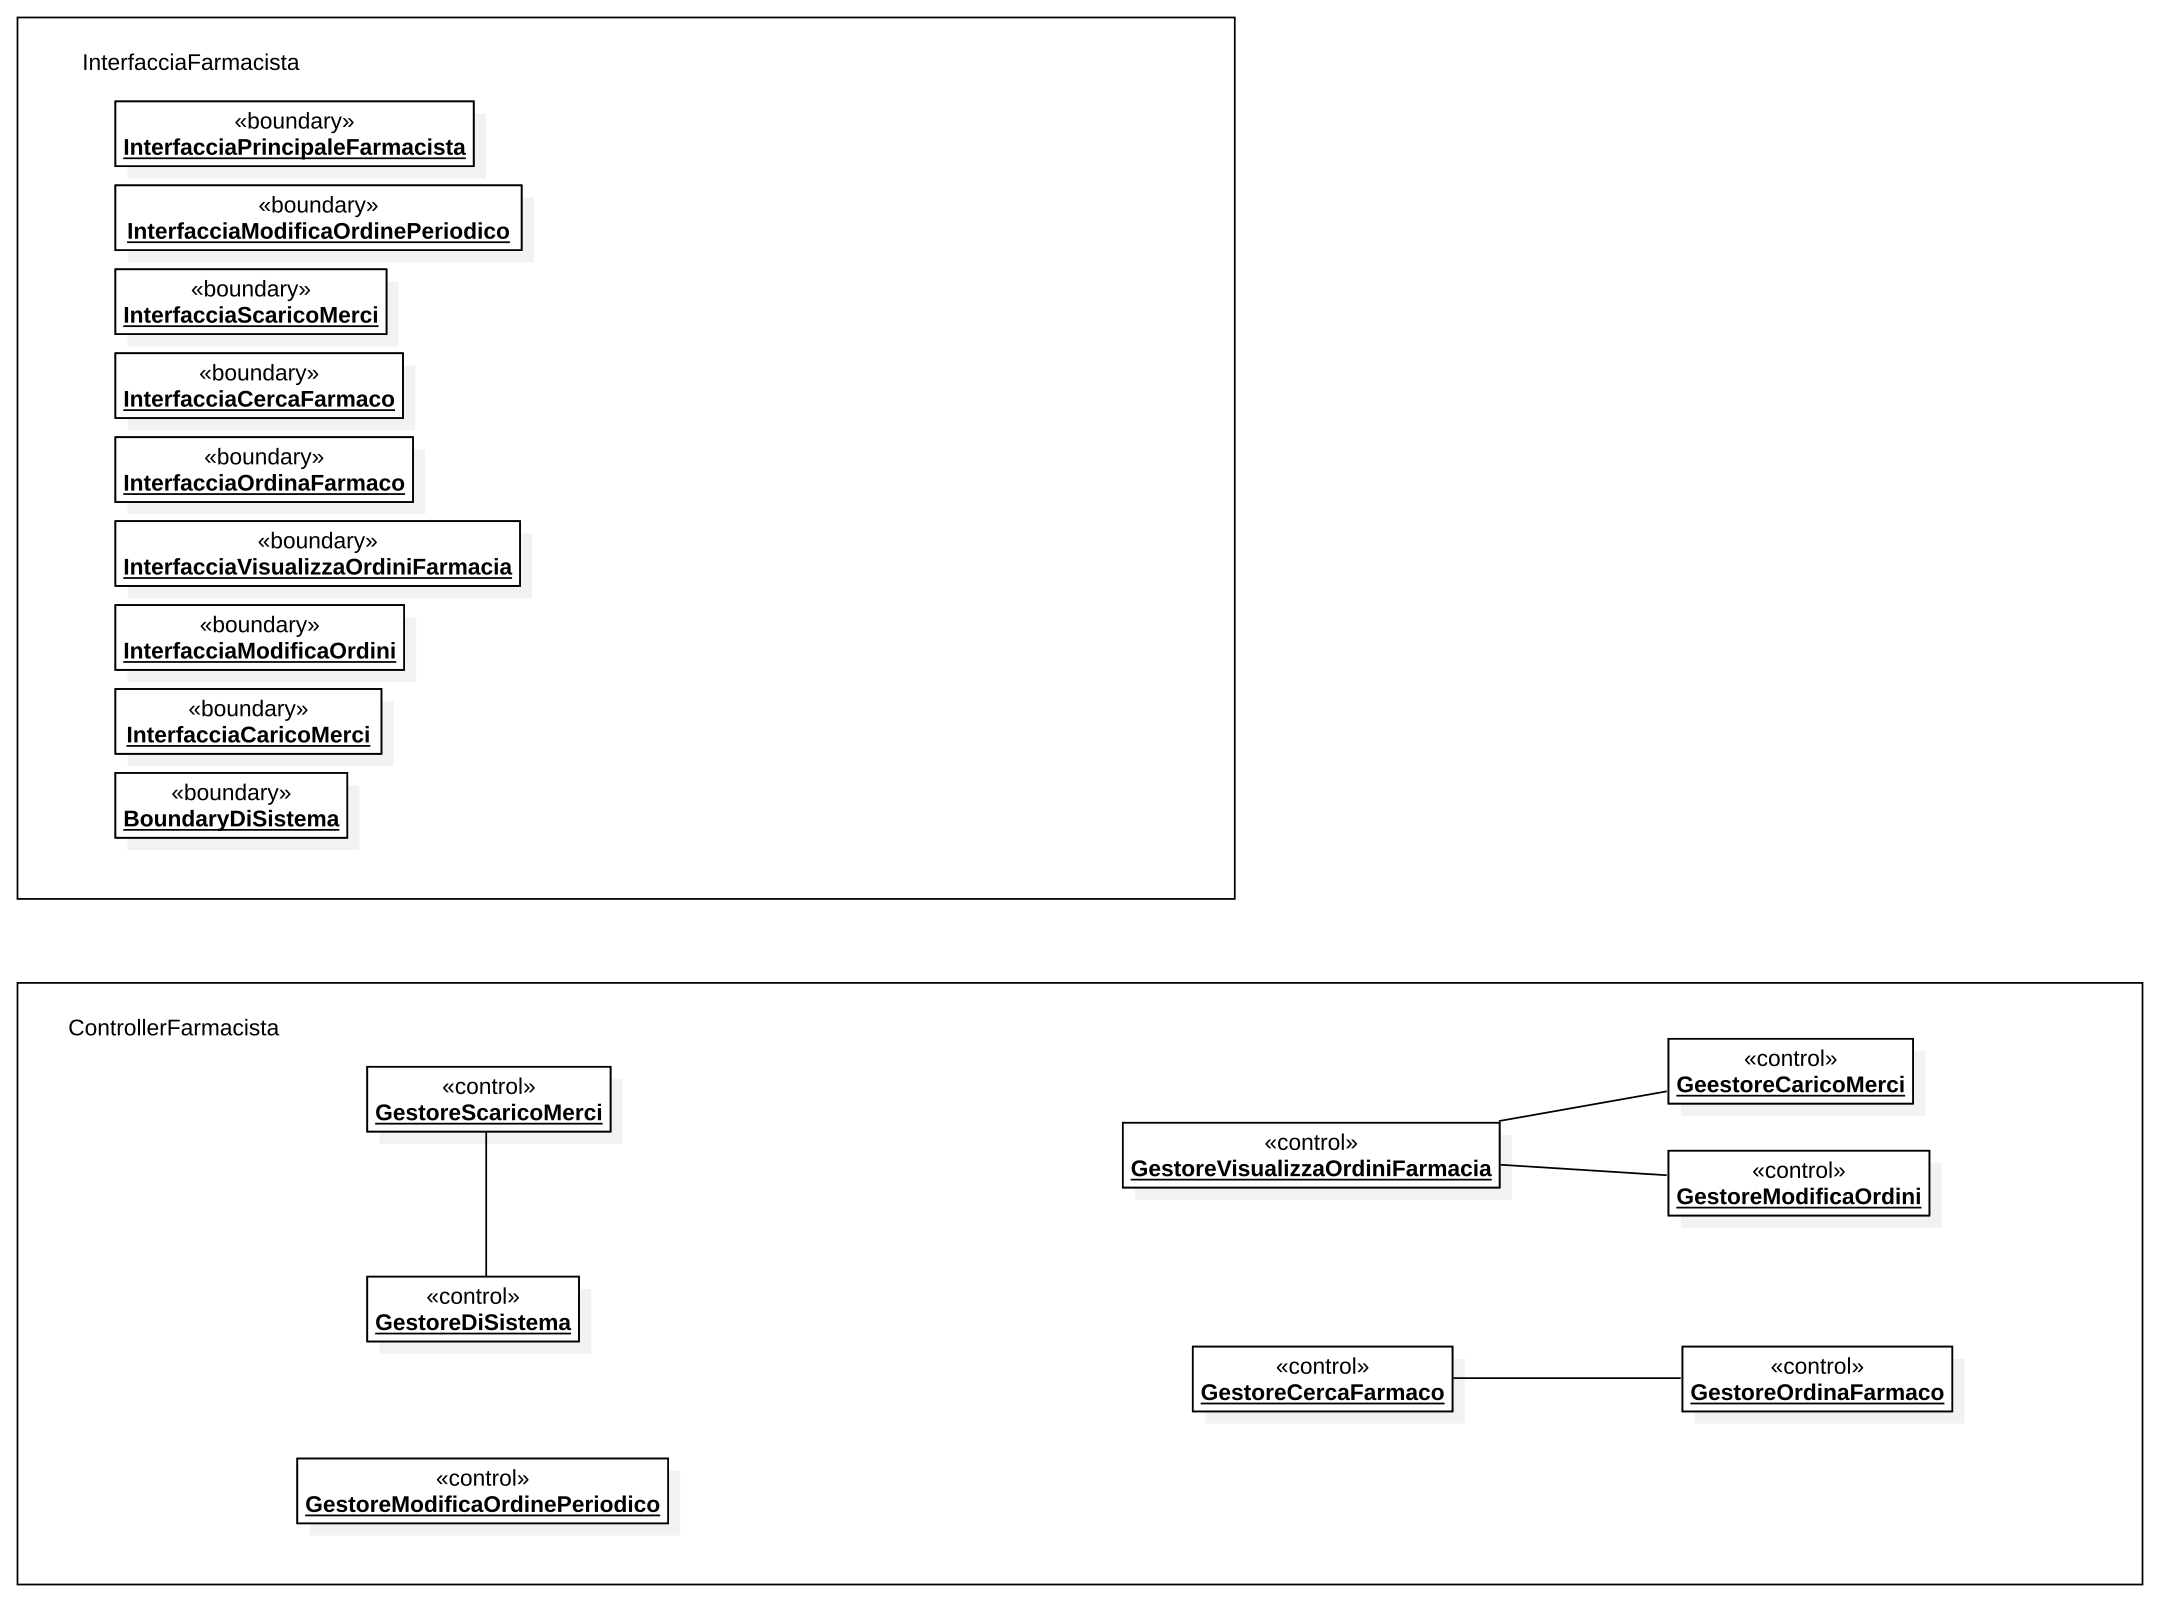 InterfacciaFarmacista
«boundary»
InterfacciaPrincipaleFarmacista
«boundary»
InterfacciaModificaOrdinePeriodico
«boundary»
InterfacciaScaricoMerci
«boundary»
InterfacciaCercaFarmaco
«boundary»
InterfacciaOrdinaFarmaco
«boundary»
InterfacciaVisualizzaOrdiniFarmacia
«boundary»
InterfacciaModificaOrdini
«boundary»
InterfacciaCaricoMerci
«boundary»
BoundaryDiSistema
ControllerFarmacista
«control»
GestoreScaricoMerci
«control»
GestoreDiSistema
«control»
GestoreModificaOrdinePeriodico
«control»
GestoreVisualizzaOrdiniFarmacia
«control»
GeestoreCaricoMerci
«control»
GestoreModificaOrdini
«control»
GestoreCercaFarmaco
«control»
GestoreOrdinaFarmaco